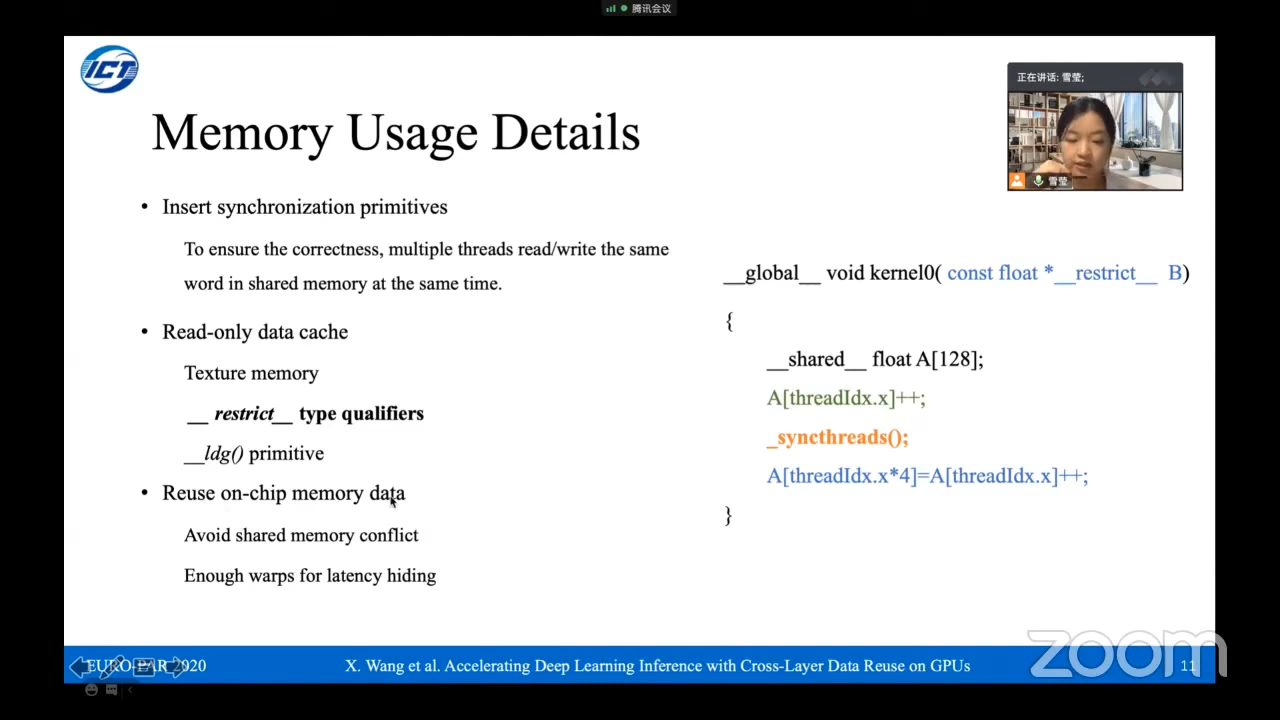 腾讯会议
ICT
正在讲话: 雪莹;
雪莹
Memory Usage Details
• Insert synchronization primitives
To ensure the correctness, multiple threads read/write the same
word in shared memory at the same time.
• Read-only data cache
Texture memory
__ restrict__ type qualifiers
__ldg() primitive
• Reuse on-chip memory data
Avoid shared memory conflict
Enough warps for latency hiding
__global__ void kernel0( const float *__restrict__ B)
{
__shared__ float A[128];
A[threadIdx.x]++;
_syncthreads();
A[threadIdx.x*4]=A[threadIdx.x]++;
}
EURO-PAR 2020
X. Wang et al. Accelerating Deep Learning Inference with Cross-Layer Data Reuse on GPUs
11
zoom